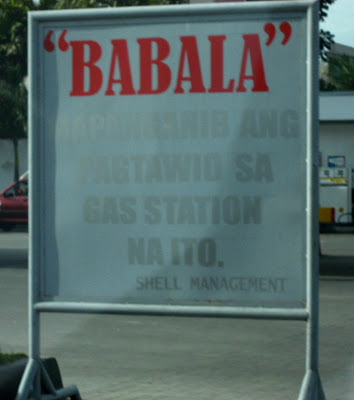 “BABALA”
MAPANGANIB ANG
PAGTAWID SA
GAS STATION
NA ITO.
SHELL MANAGEMENT